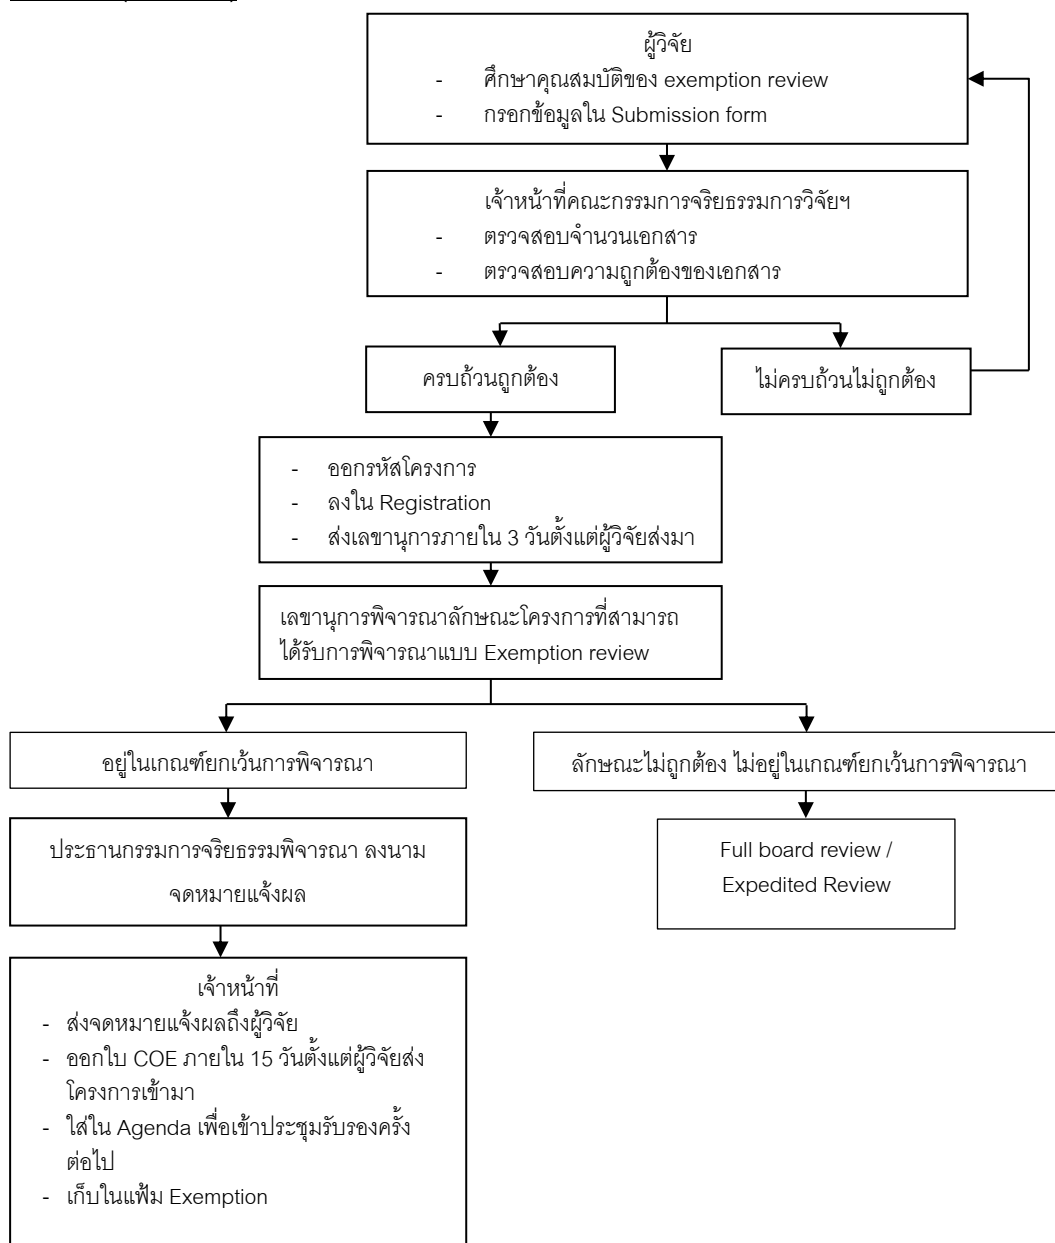 ผู้วิจัย
- ศึกษาคุณสมบัติของ exemption review
- กรอกข้อมูลใน Submission form
เจ้าหน้าที่คณะกรรมการจริยธรรมการวิจัยฯ
- ตรวจสอบจำนวนเอกสาร
- ตรวจสอบความถูกต้องของเอกสาร
ครบถ้วนถูกต้อง
ไม่ครบถ้วนไม่ถูกต้อง
- ออกรหัสโครงการ
- ลงใน Registration
- ส่งเลขานุการภายใน 3 วันตั้งแต่ผู้วิจัยส่งมา
เลขานุการพิจารณาลักษณะโครงการที่สามารถ
ได้รับการพิจารณาแบบ Exemption review
อยู่ในเกณฑ์ยกเว้นการพิจารณา
ลักษณะไม่ถูกต้อง ไม่อยู่ในเกณฑ์ยกเว้นการพิจารณา
ประธานกรรมการจริยธรรมพิจารณา ลงนาม
จดหมายแจ้งผล
Full board review /
Expedited Review
เจ้าหน้าที่
- ส่งจดหมายแจ้งผลถึงผู้วิจัย
- ออกใบ COE ภายใน 15 วันตั้งแต่ผู้วิจัยส่ง
โครงการเข้ามา
- ใส่ใน Agenda เพื่อเข้าประชุมรับรองครั้ง
ต่อไป
- เก็บในแฟ้ม Exemption